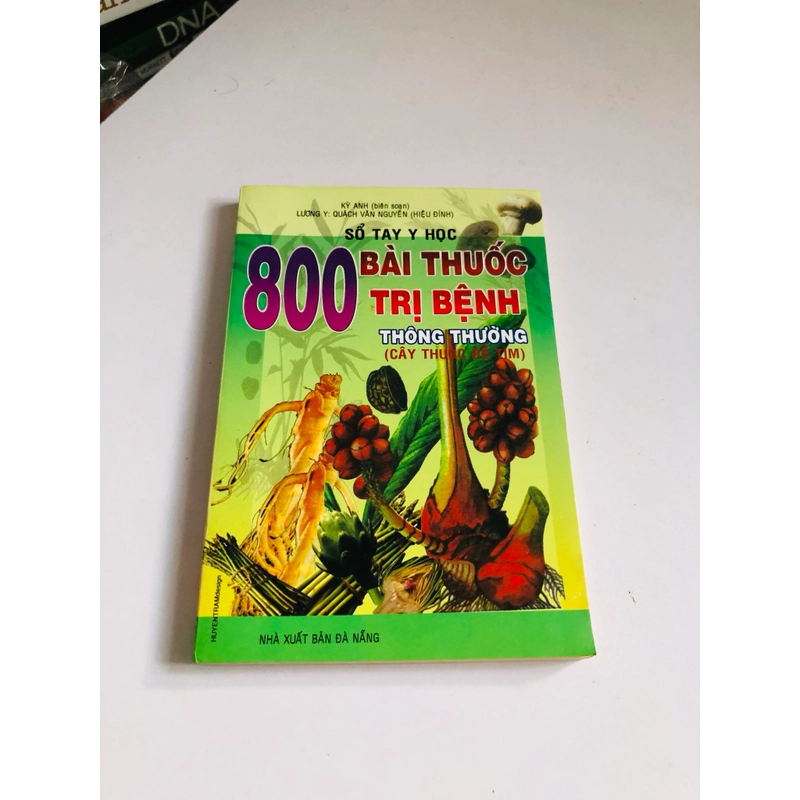 DNA
KỲ ANH (biên soạn)
LƯƠNG Y: QUÁCH VĂN NGUYÊN (HIỆU ĐÍNH)
SỔ TAY Y HỌC
800 BÀI THUỐC
TRỊ BỆNH
THÔNG THƯỜNG
(CÂY THUỐC DỄ TÌM)
HUYENTRAMdesign
NHÀ XUẤT BẢN ĐÀ NẴNG